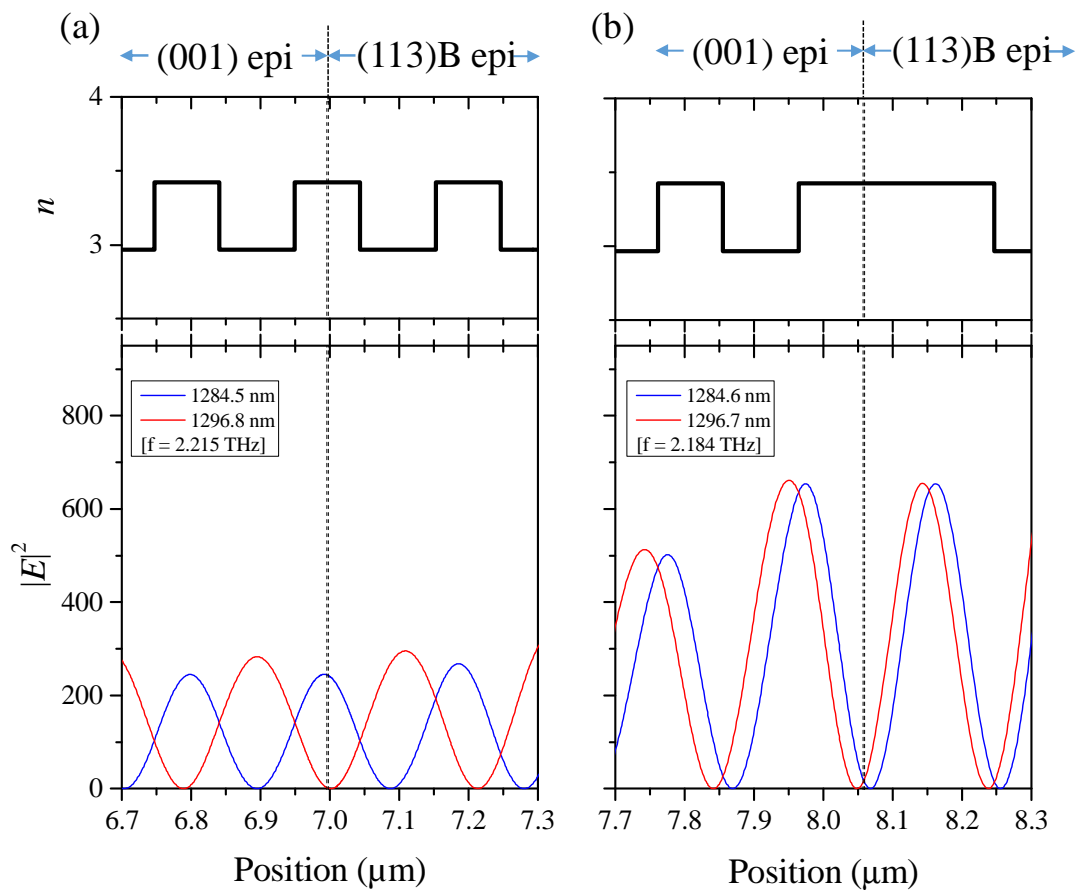 (a)
(001) epi
(113)B epi
4
3
n
1284.5 nm
1296.8 nm
[f = 2.215 THz]
800
600
400
200
0
|E|²
6.7 6.8 6.9 7.0 7.1 7.2 7.3
Position (µm)
(b)
(001) epi
(113)B epi
1284.6 nm
1296.7 nm
[f = 2.184 THz]
7.7 7.8 7.9 8.0 8.1 8.2 8.3
Position (µm)